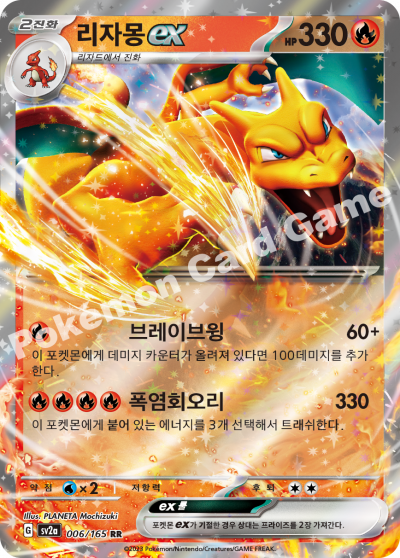 2진화
리자몽ex
HP 330
리자드에서 진화
Pokémon Card Game
브레이브윙 60+
이 포켓몬에게 데미지 카운터가 올려져 있다면 100데미지를 추가
한다.
폭염회오리 330
이 포켓몬에게 붙어 있는 에너지를 3개 선택해서 트래쉬한다.
약점 ×2 저항력 후퇴
ex룰
포켓몬 ex가 기절한 경우 상대는 프라이즈를 2장 가져간다.
Illus. PLANETA Mochizuki
G sv2a 006/165 RR
©2023 Pokémon/Nintendo/Creatures/GAME FREAK.